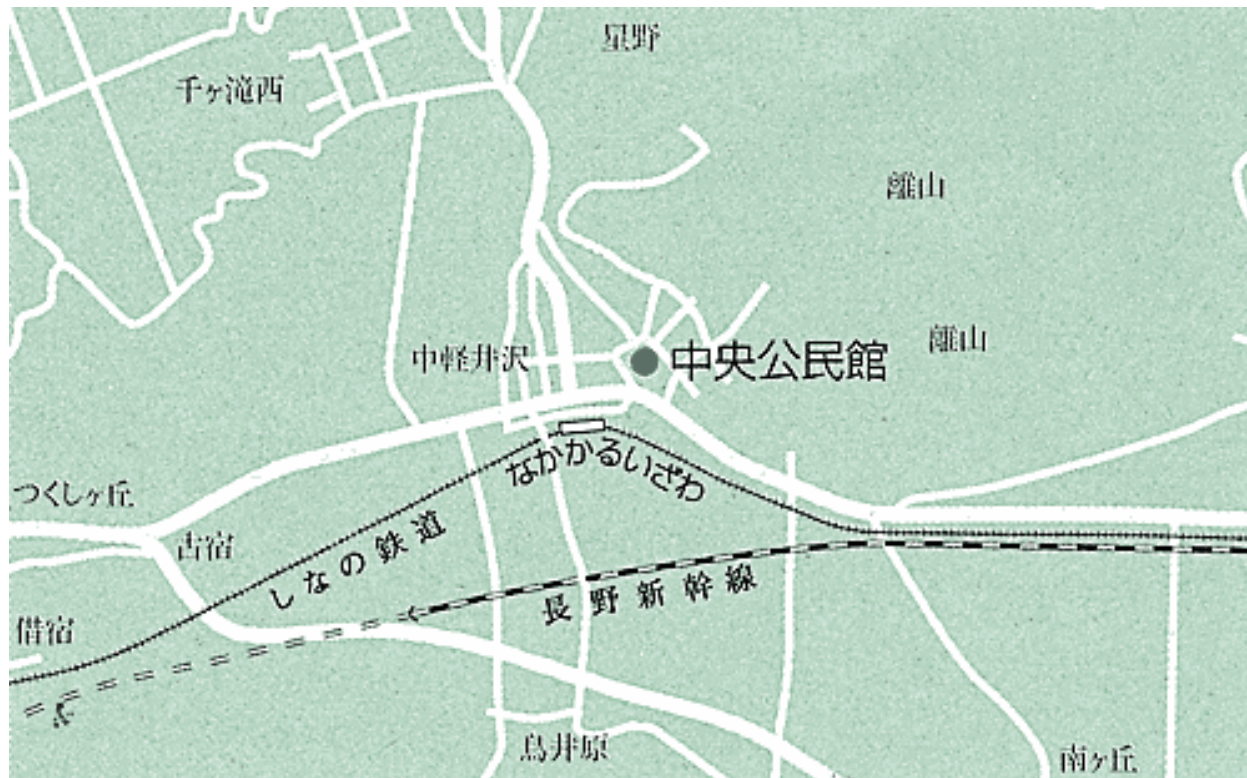 星野
千ヶ滝西
離山
離山
中軽井沢
中央公民館
なかかるいざわ
つくしヶ丘
古宿
しなの鉄道
長野新幹線
借宿
鳥井原
南ヶ丘